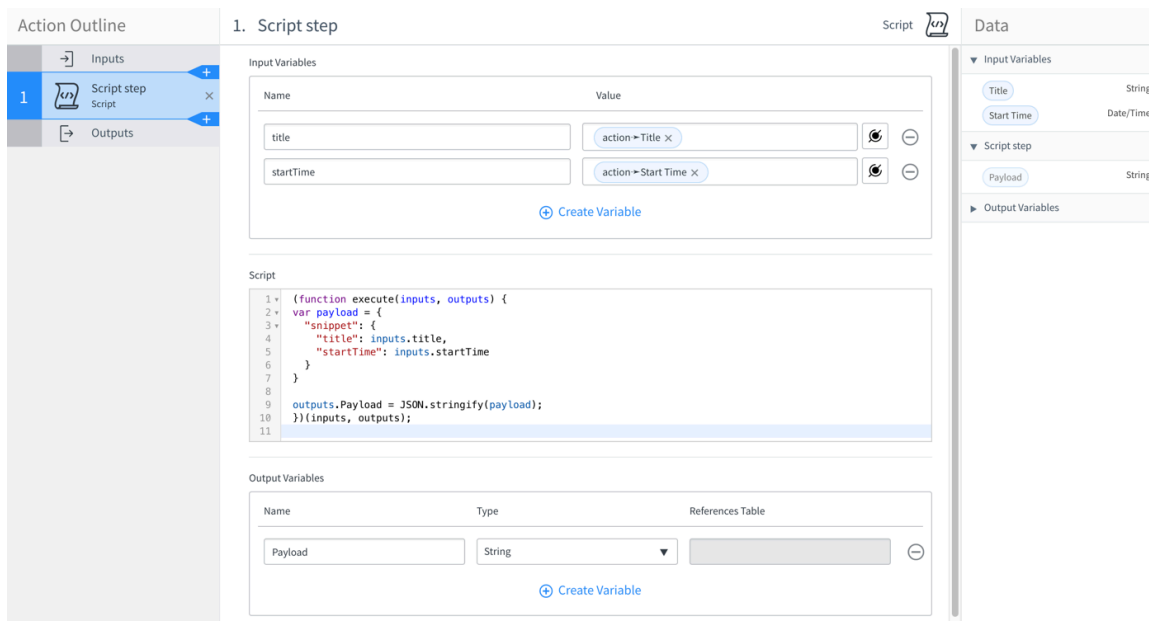 Action Outline
Inputs
1
Script step
Script
Outputs
1. Script step
Script
Input Variables
Name Value
title action➛Title
startTime action➛Start Time
Create Variable
Script
1 (function execute(inputs, outputs) {
2 var payload = {
3 "snippet": {
4 "title": inputs.title,
5 "startTime": inputs.startTime
6 }
7 }
8
9 outputs.Payload = JSON.stringify(payload);
10 })(inputs, outputs);
11
Output Variables
Name Type References Table
Payload String
Create Variable
Data
Input Variables
Title String
Start Time Date/Time
Script step
Payload String
Output Variables